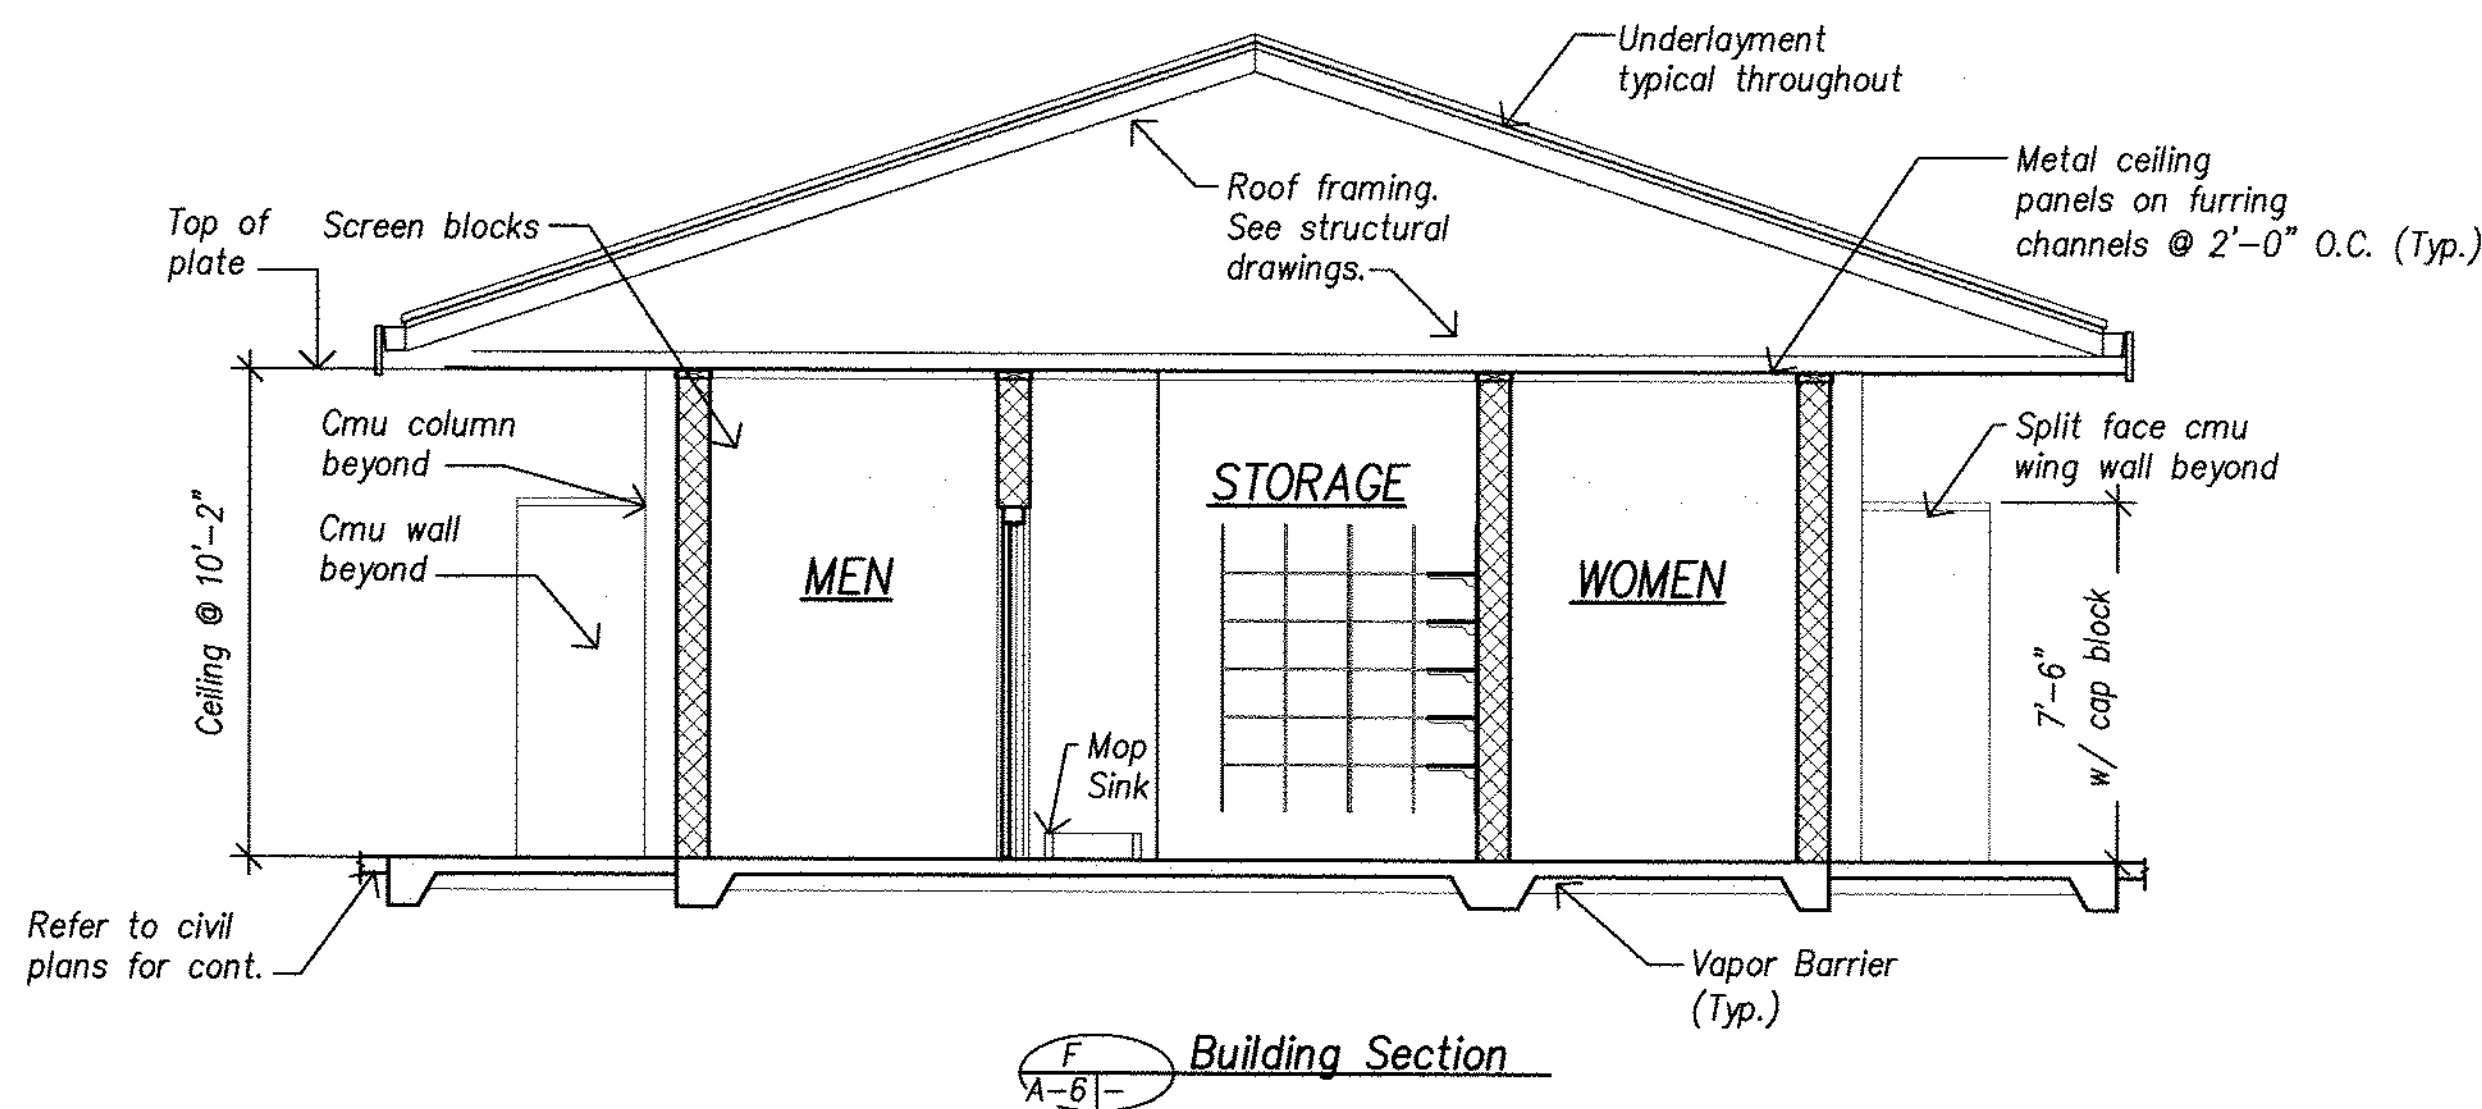 Underlayment
typical throughout
Metal ceiling
panels on furring
channels @ 2'-0" O.C. (Typ.)
Roof framing.
See structural
drawings.
Top of
plate
Screen blocks
Cmu column
beyond
Cmu wall
beyond
Split face cmu
wing wall beyond
Ceiling @ 10'-2"
STORAGE
MEN
WOMEN
7'-6"
w/ cap block
Mop
Sink
Refer to civil
plans for cont.
Vapor Barrier
(Typ.)
F
A-6 -
Building Section